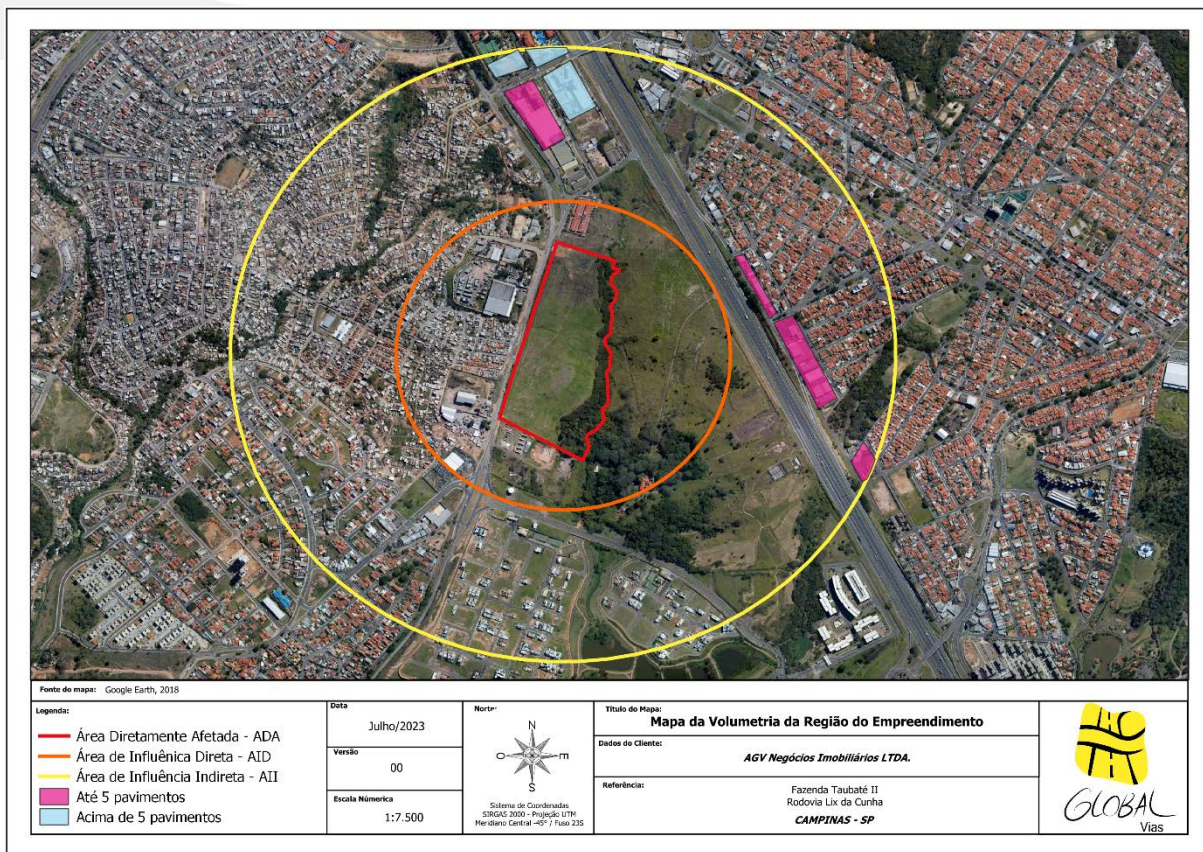 Fonte do mapa: Google Earth, 2018
Legenda:
Área Diretamente Afetada - ADA
Área de Influência Direta - AID
Área de Influência Indireta - AII
Até 5 pavimentos
Acima de 5 pavimentos
Data
Julho/2023
Versão
00
Escala Númerica
1:7.500
Norte:
N
O
E
S
Sistema de Coordenadas
SIRGAS 2000 - Projeção UTM
Meridiano Central -45° / Fuso 23S
Título do Mapa:
Mapa da Volumetria da Região do Empreendimento
Dados do Cliente:
AGV Negócios Imobiliários LTDA.
Referência:
Fazenda Taubaté II
Rodovia Lix da Cunha
CAMPINAS - SP
GLOBAL
Vias